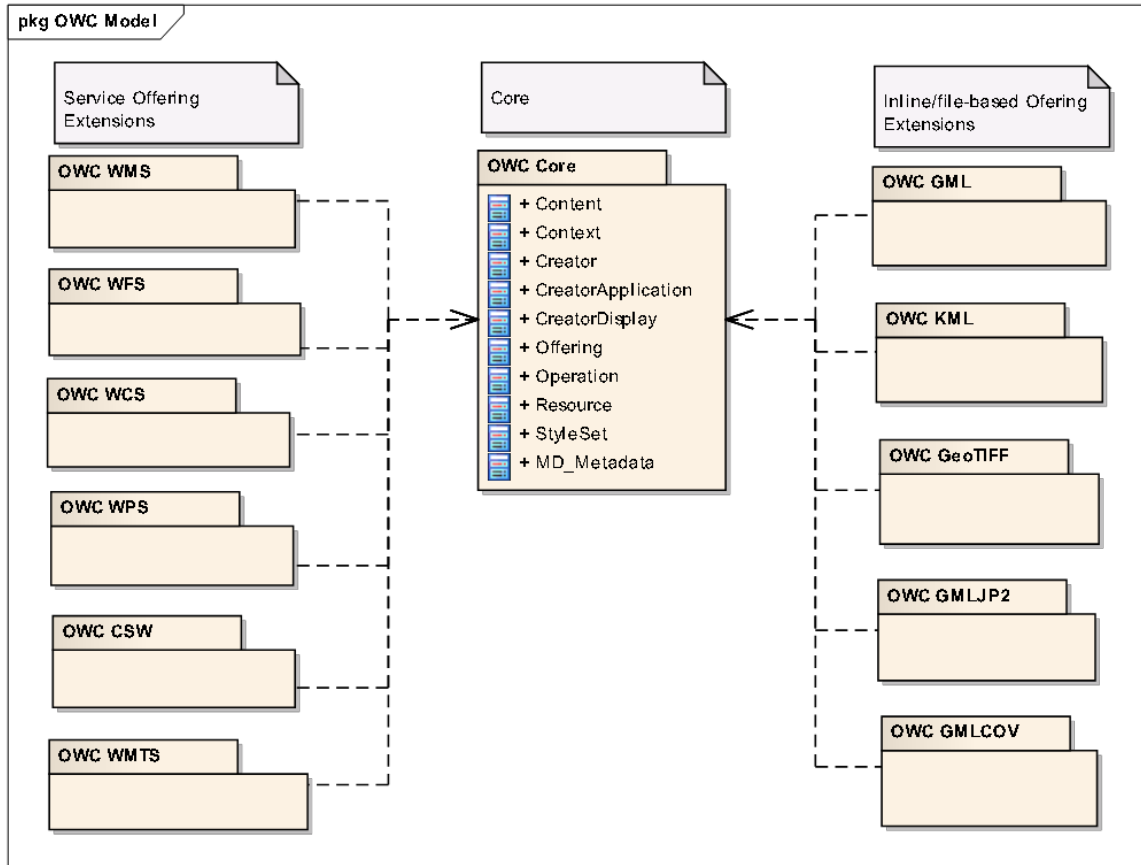 pkg OWC Model
Service Offering
Extensions
OWC WMS
OWC WFS
OWC WCS
OWC WPS
OWC CSW
OWC WMTS
Core
OWC Core
+ Content
+ Context
+ Creator
+ CreatorApplication
+ CreatorDisplay
+ Offering
+ Operation
+ Resource
+ StyleSet
+ MD_Metadata
Inline/file-based Ofering
Extensions
OWC GML
OWC KML
OWC GeoTIFF
OWC GMLJP2
OWC GMLCOV